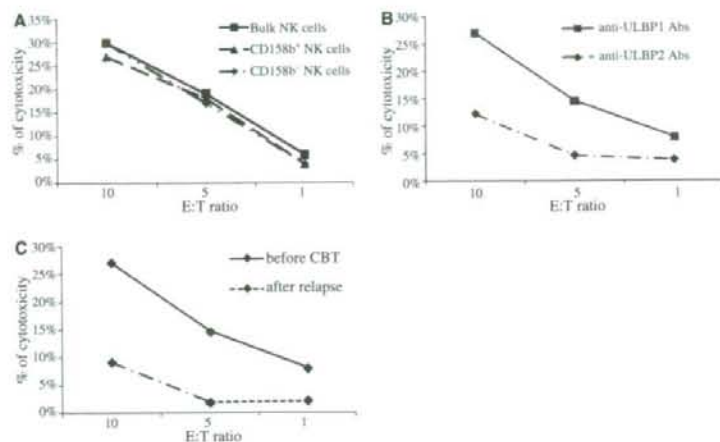 A
% of cytotoxicity
35%
30%
25%
20%
15%
10%
5%
0%
Bulk NK cells
CD158b⁺ NK cells
CD158b⁻ NK cells
10 5 1
E:T ratio
B
% of cytotoxicity
30%
25%
20%
15%
10%
5%
0%
anti-ULBP1 Abs
anti-ULBP2 Abs
10 5 1
E:T ratio
C
% of cytotoxicity
30%
25%
20%
15%
10%
5%
0%
before CBT
after relapse
10 5 1
E:T ratio